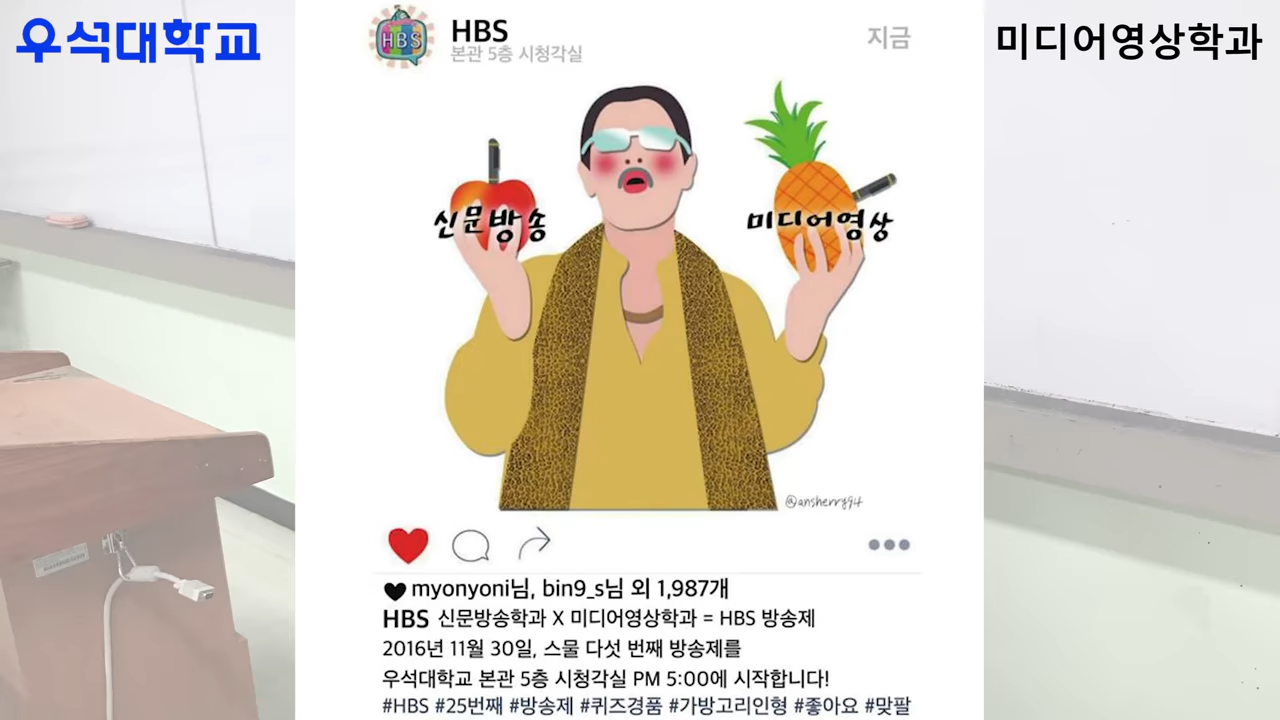 우석대학교
미디어영상학과
HBS
HBS
본관 5층 시청각실
지금
신문방송
미디어영상
@ansherry94
myonyoni님, bin9_s님 외 1,987개
HBS 신문방송학과 X 미디어영상학과 = HBS 방송제
2016년 11월 30일, 스물 다섯 번째 방송제를
우석대학교 본관 5층 시청각실 PM 5:00에 시작합니다!
#HBS #25번째 #방송제 #퀴즈경품 #가방고리인형 #좋아요 #맞팔